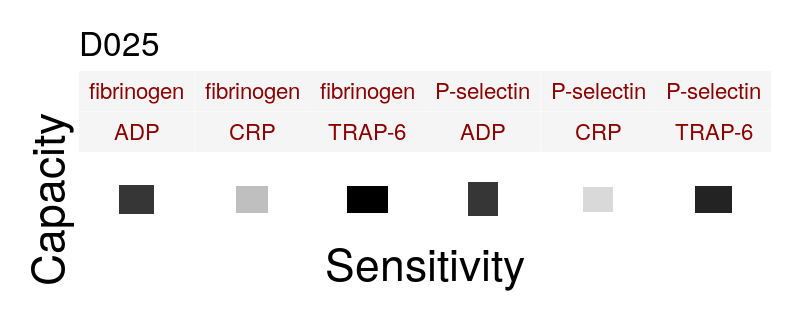 D025
fibrinogen fibrinogen fibrinogen P-selectin P-selectin P-selectin
ADP CRP TRAP-6 ADP CRP TRAP-6
Capacity
Sensitivity